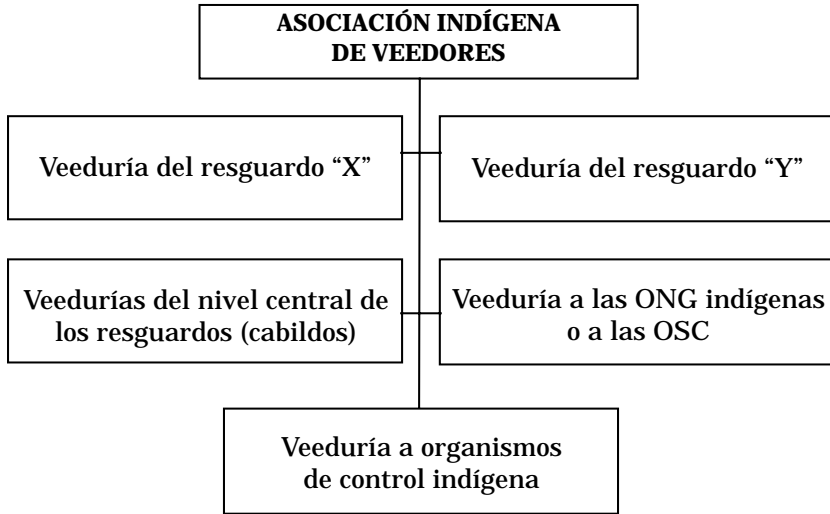 ASOCIACIÓN INDÍGENA
DE VEEDORES
Veeduría del resguardo “X”
Veeduría del resguardo “Y”
Veedurías del nivel central de
los resguardos (cabildos)
Veeduría a las ONG indígenas
o a las OSC
Veeduría a organismos
de control indígena